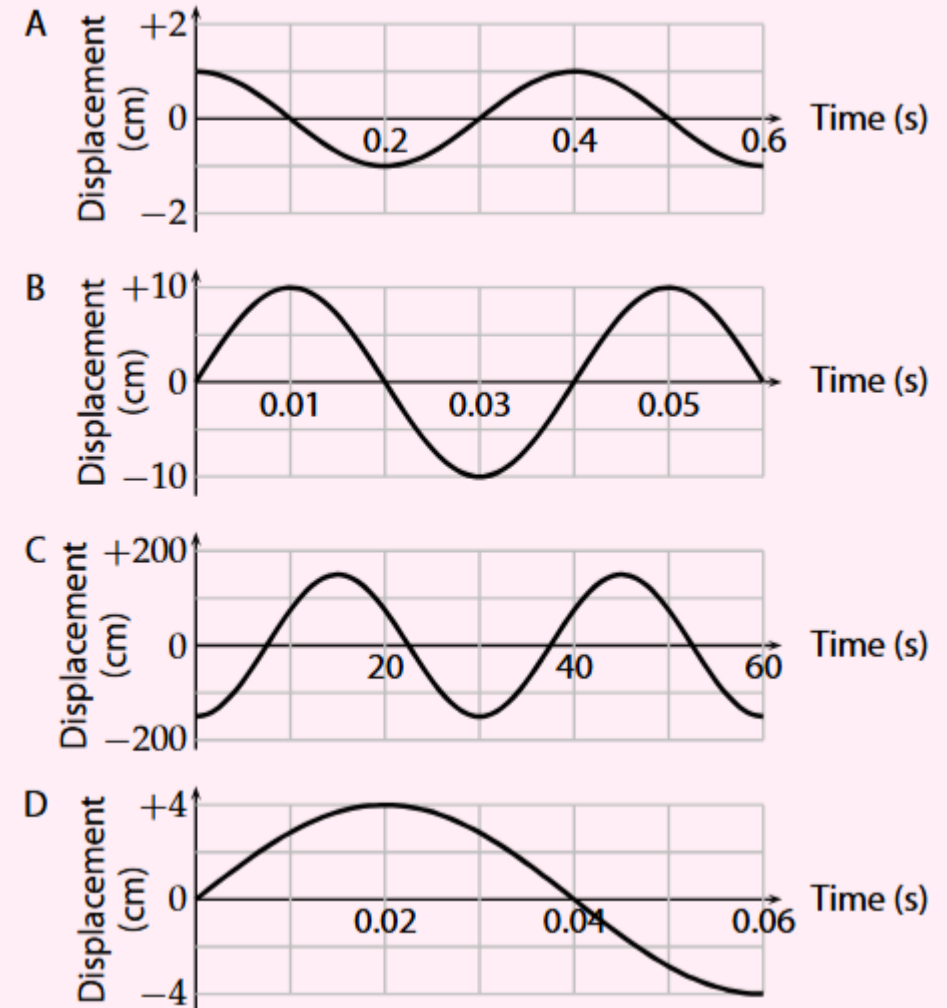 A
Displacement
(cm)
+2
0
−2
0.2
0.4
0.6
Time (s)
B
Displacement
(cm)
+10
0
−10
0.01
0.03
0.05
Time (s)
C
Displacement
(cm)
+200
0
−200
20
40
60
Time (s)
D
Displacement
(cm)
+4
0
−4
0.02
0.04
0.06
Time (s)